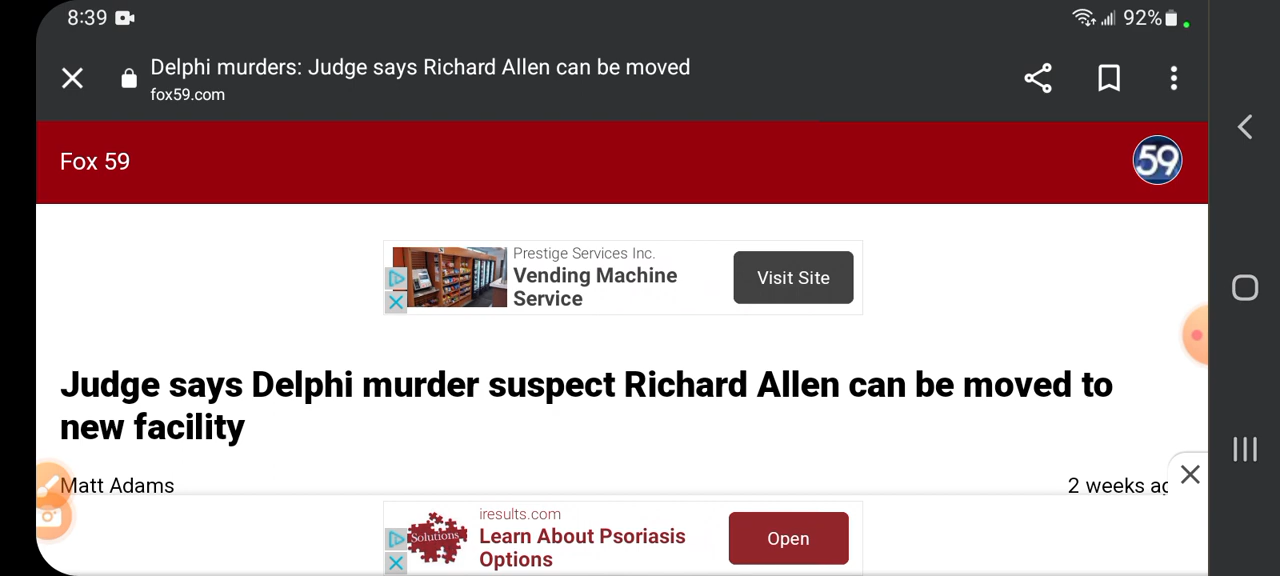 8:39 92%
Delphi murders: Judge says Richard Allen can be moved
fox59.com
Fox 59
59
Prestige Services Inc.
Vending Machine
Service
Visit Site
Judge says Delphi murder suspect Richard Allen can be moved to
new facility
Matt Adams
2 weeks ag
iresults.com
Solutions
Learn About Psoriasis
Options
Open